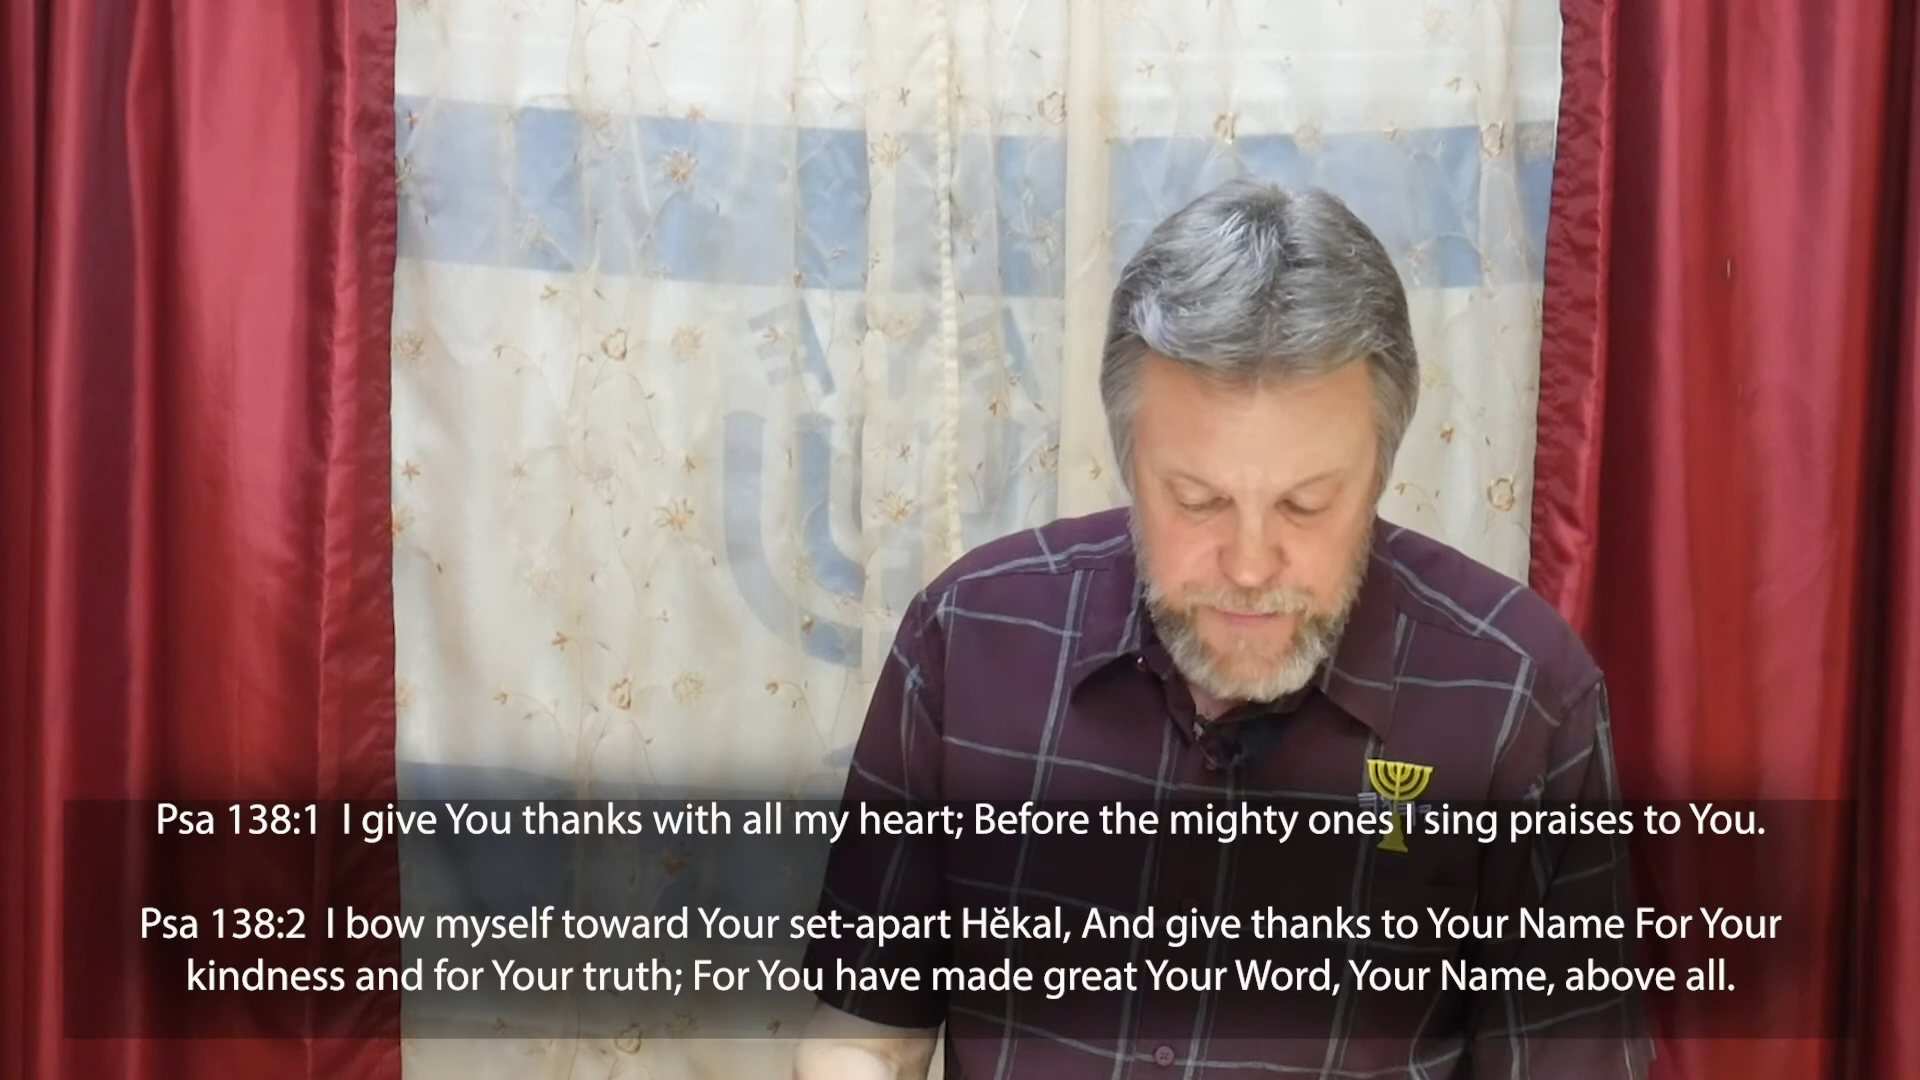 Psa 138:1  I give You thanks with all my heart; Before the mighty ones I sing praises to You.
Psa 138:2  I bow myself toward Your set-apart Hĕkal, And give thanks to Your Name For Your
kindness and for Your truth; For You have made great Your Word, Your Name, above all.